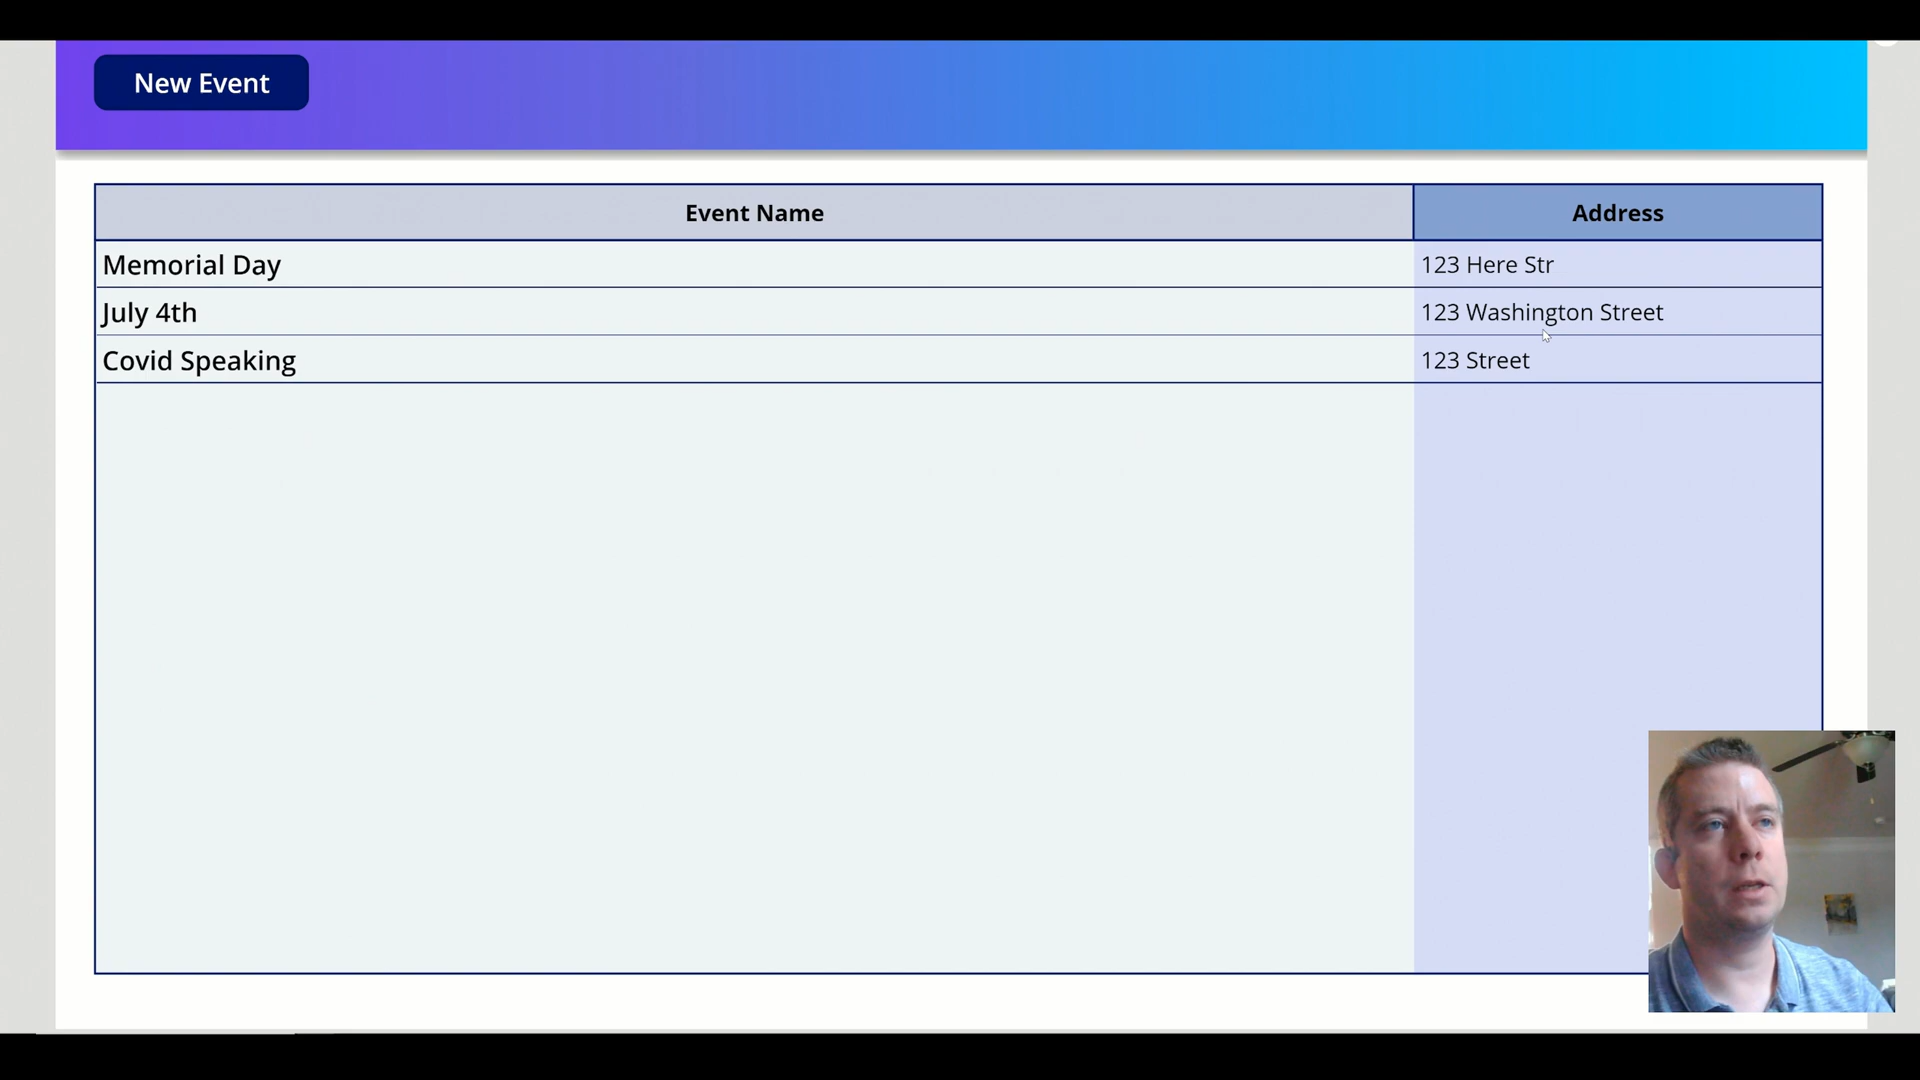 New Event
Event Name Address
Memorial Day 123 Here Str
July 4th 123 Washington Street
Covid Speaking 123 Street